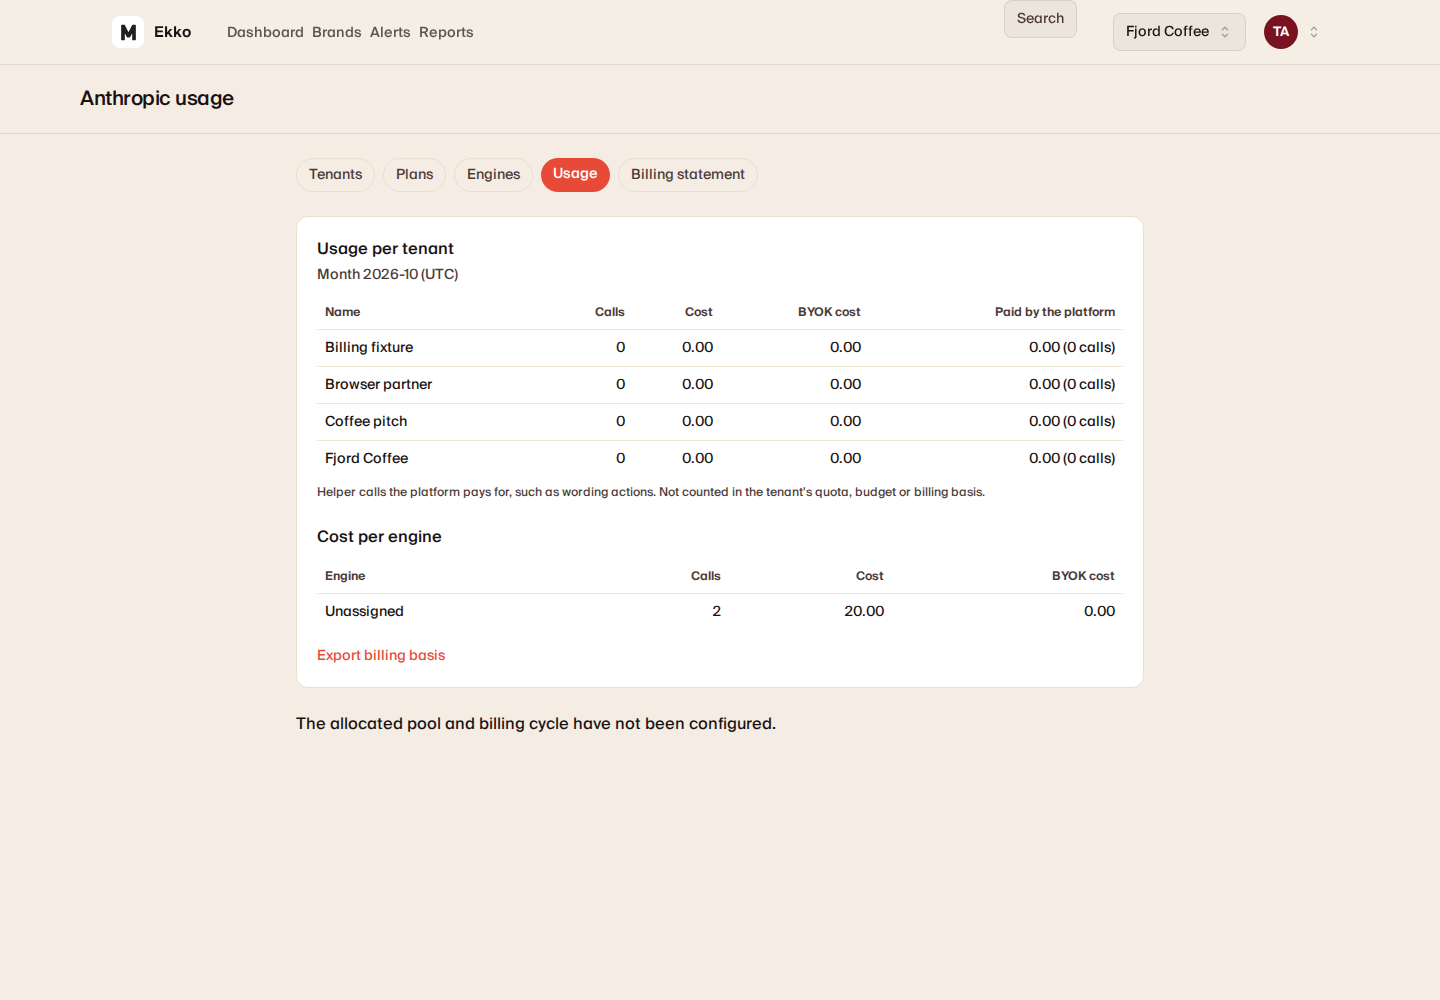 M Ekko Dashboard Brands Alerts Reports Search Fjord Coffee TA
Anthropic usage
Tenants Plans Engines Usage Billing statement
Usage per tenant
Month 2026-10 (UTC)
Name Calls Cost BYOK cost Paid by the platform
Billing fixture 0 0.00 0.00 0.00 (0 calls)
Browser partner 0 0.00 0.00 0.00 (0 calls)
Coffee pitch 0 0.00 0.00 0.00 (0 calls)
Fjord Coffee 0 0.00 0.00 0.00 (0 calls)
Helper calls the platform pays for, such as wording actions. Not counted in the tenant's quota, budget or billing basis.
Cost per engine
Engine Calls Cost BYOK cost
Unassigned 2 20.00 0.00
Export billing basis
The allocated pool and billing cycle have not been configured.